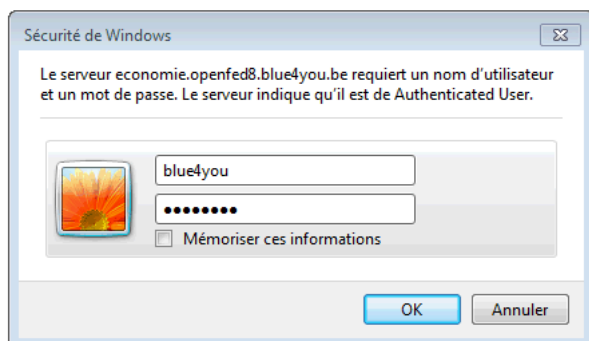 Sécurité de Windows
Le serveur economie.openfed8.blue4you.be requiert un nom d'utilisateur
et un mot de passe. Le serveur indique qu'il est de Authenticated User.
blue4you
••••••••
Mémoriser ces informations
OK
Annuler